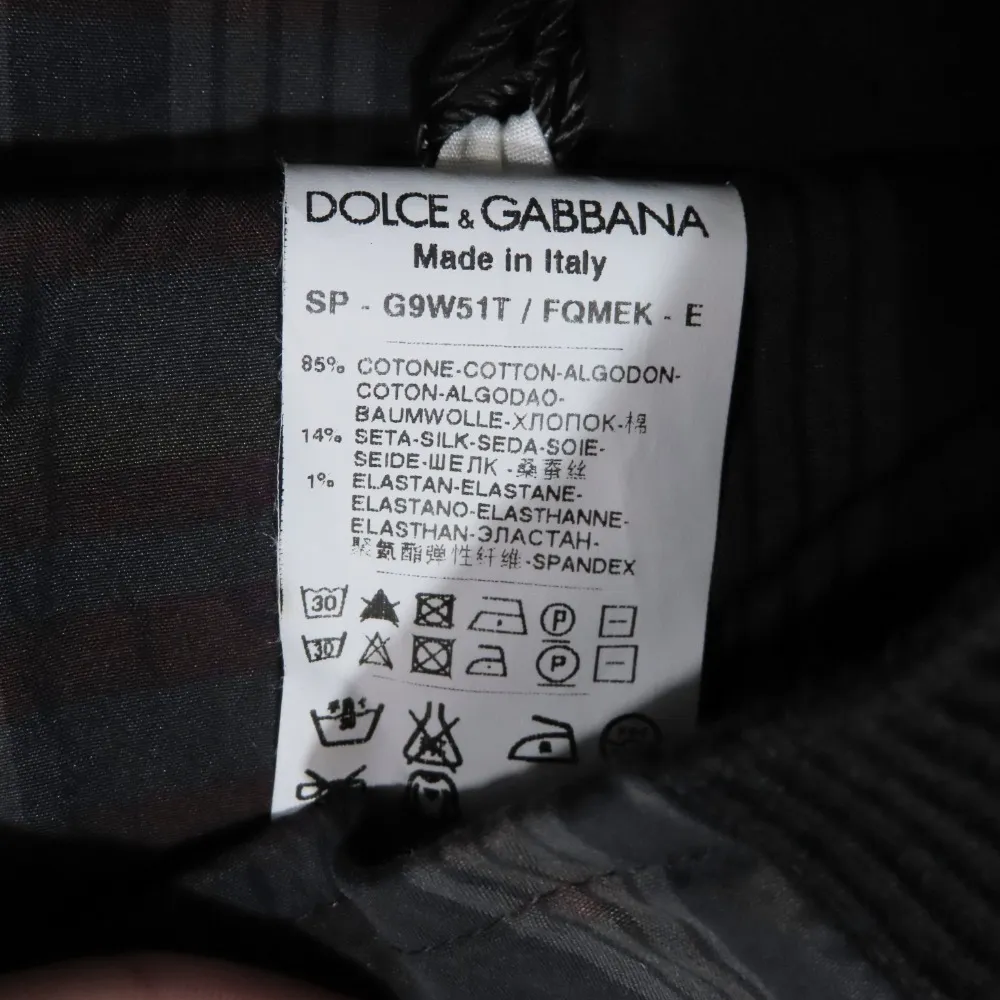 DOLCE & GABBANA
Made in Italy
SP - G9W51T / FQMEK - E
85% COTONE-COTTON-ALGODON-
COTON-ALGODAO-
BAUMWOLLE-ХЛОПОК-棉
14% SETA-SILK-SEDA-SOIE-
SEIDE-ШЕЛК -桑蚕丝
1% ELASTAN-ELASTANE-
ELASTANO-ELASTHANNE-
ELASTHAN-ЭЛАСТАН-
聚氨酯弹性纤维-SPANDEX
30 P
30 P